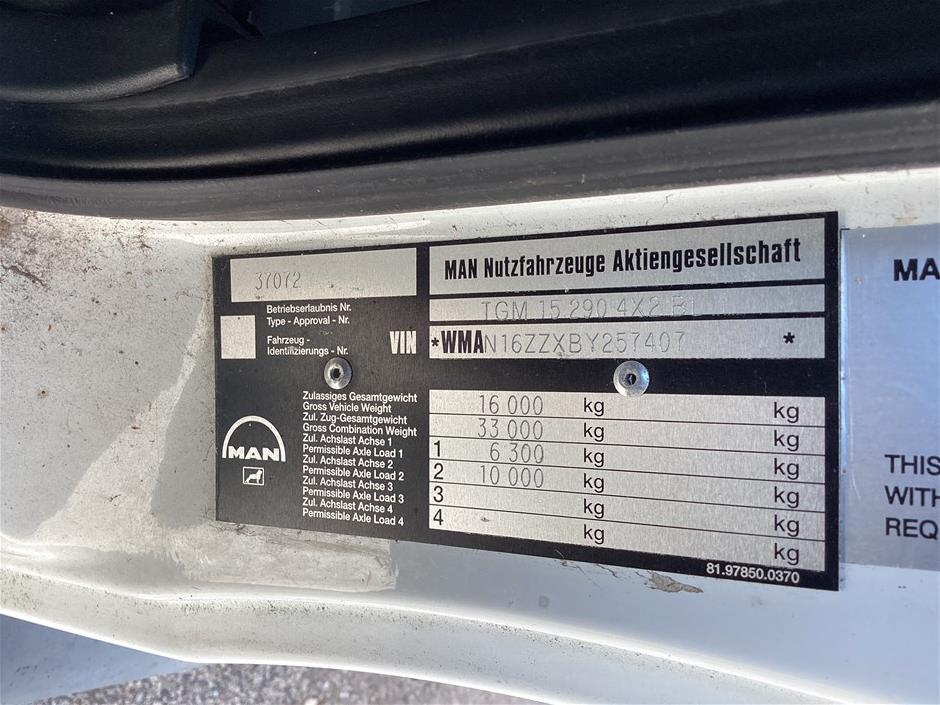 37072
Betriebserlaubnis Nr.
Type - Approval - Nr.
Fahrzeug -
Identifizierungs - Nr.
VIN
MAN Nutzfahrzeuge Aktiengesellschaft
TGM 15.290 4X2 B1
*WMAN16ZZXBY257407 *
MAN
Zulassiges Gesamtgewicht
Gross Vehicle Weight
Zul. Zug-Gesamtgewicht
Gross Combination Weight
Zul. Achslast Achse 1
Permissible Axle Load 1
Zul. Achslast Achse 2
Permissible Axle Load 2
Zul. Achslast Achse 3
Permissible Axle Load 3
Zul. Achslast Achse 4
Permissible Axle Load 4
16 000 kg kg
33 000 kg kg
1 6 300 kg kg
2 10 000 kg kg
3 kg kg
4 kg kg
81.97850.0370
MA
THIS
WITH
REQ